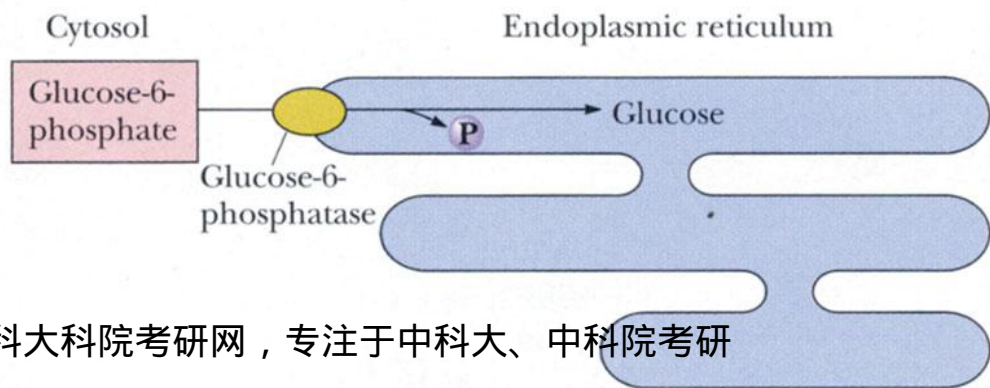 Cytosol
Endoplasmic reticulum
Glucose-6-
phosphate
Glucose
P
Glucose-6-
phosphatase
科大科院考研网，专注于中科大、中科院考研